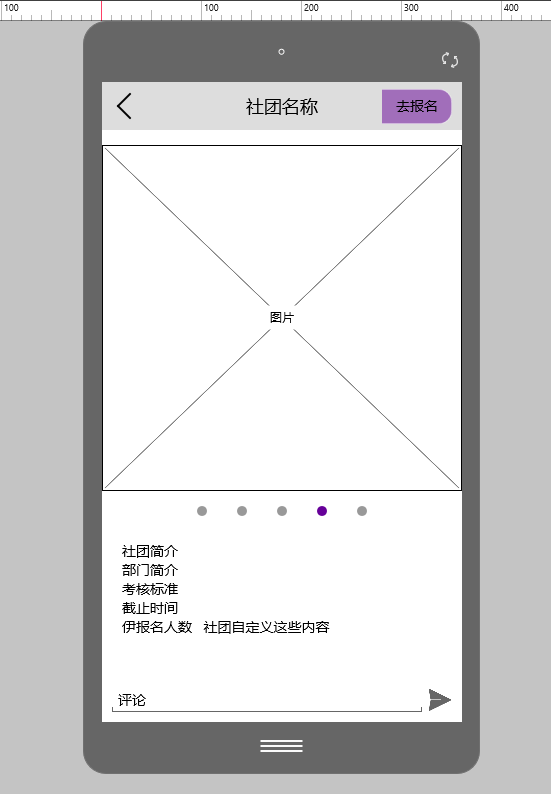 100 100 200 300 400
社团名称 去报名
图片
社团简介
部门简介
考核标准
截止时间
伊报名人数 社团自定义这些内容
评论